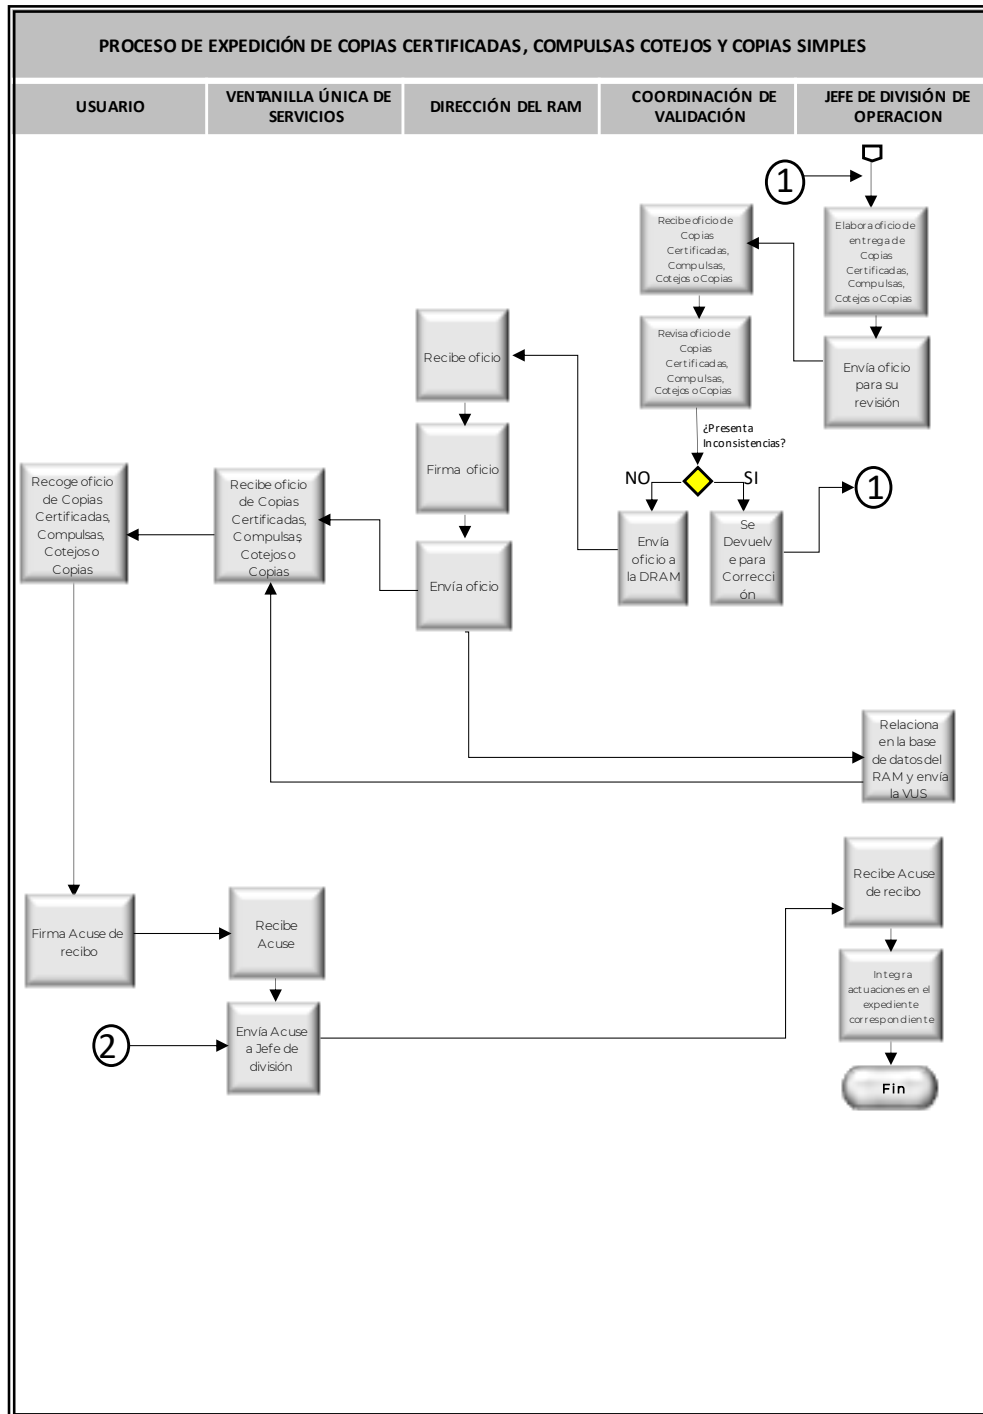 PROCESO DE EXPEDICIÓN DE COPIAS CERTIFICADAS, COMPULSAS COTEJOS Y COPIAS SIMPLES
USUARIO
VENTANILLA ÚNICA DE
SERVICIOS
DIRECCIÓN DEL RAM
COORDINACIÓN DE
VALIDACIÓN
JEFE DE DIVISIÓN DE
OPERACION
1
Elabora oficio de
entrega de
Copias
Certificadas,
Compulsas,
Cotejos o Copias
Recibe oficio de
Copias
Certificadas,
Compulsas,
Cotejos o Copias
Envía oficio
para su
revisión
Revisa oficio de
Copias
Certificadas,
Compulsas,
Cotejos o Copias
Recibe oficio
¿Presenta
Inconsistencias?
NO
SI
1
Firma oficio
Recoge oficio
de Copias
Certificadas,
Compulsas,
Cotejos o
Copias
Recibe oficio
de Copias
Certificadas,
Compulsas,
Cotejos o
Copias
Envía
oficio a
la DRAM
Se
Devuelv
e para
Correcci
ón
Envía oficio
Relaciona
en la base
de datos del
RAM y envía
la VUS
Recibe Acuse
de recibo
Firma Acuse de
recibo
Recibe
Acuse
Integra
actuaciones en el
expediente
correspondiente
2
Envía Acuse
a Jefe de
división
Fin